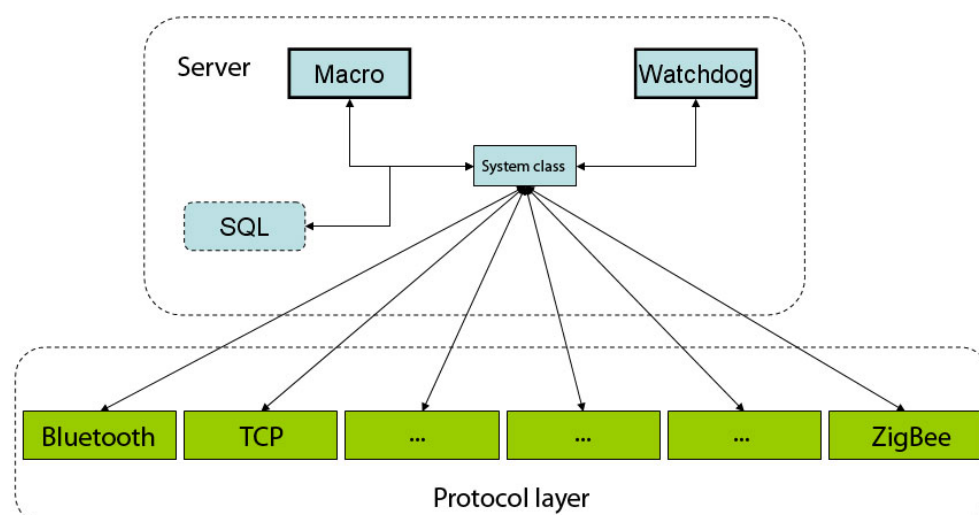 Server
Macro
Watchdog
System class
SQL
Bluetooth
TCP
...
...
...
ZigBee
Protocol layer